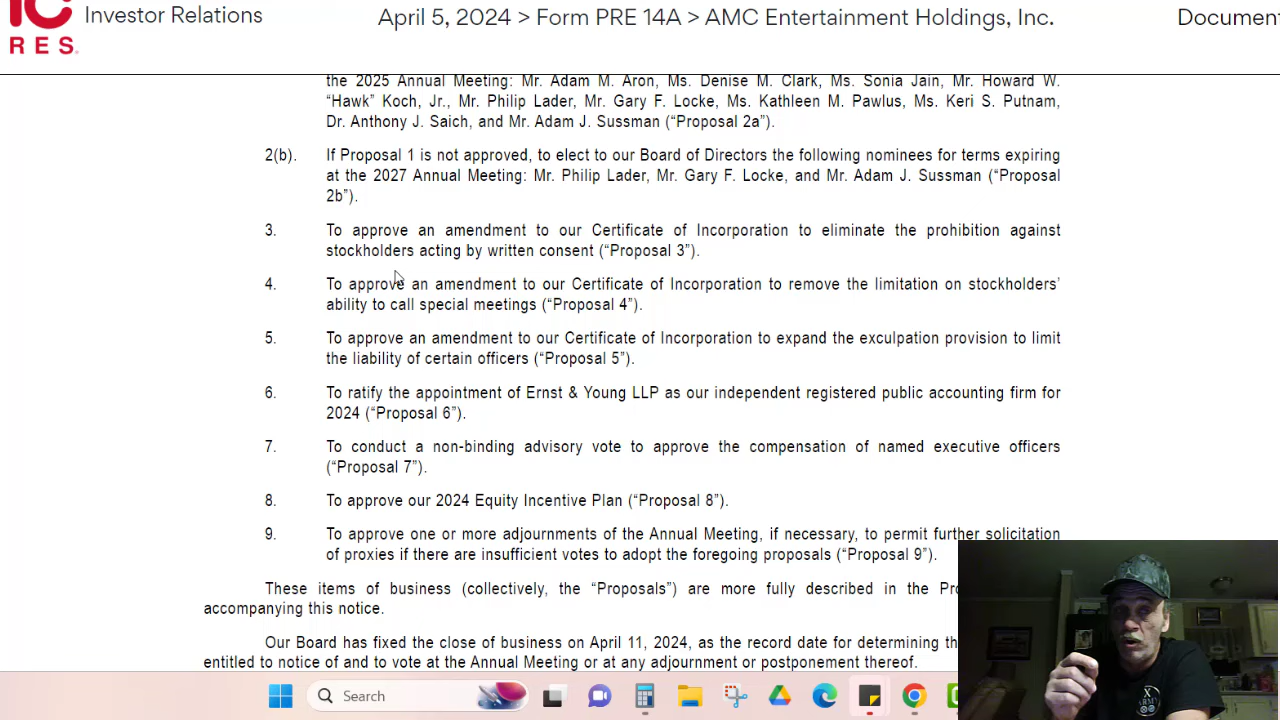 IC
RES.
Investor Relations
April 5, 2024 > Form PRE 14A > AMC Entertainment Holdings, Inc.
the 2025 Annual Meeting: Mr. Adam M. Aron, Ms. Denise M. Clark, Ms. Sonia Jain, Mr. Howard W.
“Hawk” Koch, Jr., Mr. Philip Lader, Mr. Gary F. Locke, Ms. Kathleen M. Pawlus, Ms. Keri S. Putnam,
Dr. Anthony J. Saich, and Mr. Adam J. Sussman (“Proposal 2a”).
2(b). If Proposal 1 is not approved, to elect to our Board of Directors the following nominees for terms expiring
at the 2027 Annual Meeting: Mr. Philip Lader, Mr. Gary F. Locke, and Mr. Adam J. Sussman (“Proposal
2b”).
3. To approve an amendment to our Certificate of Incorporation to eliminate the prohibition against
stockholders acting by written consent (“Proposal 3”).
4. To approve an amendment to our Certificate of Incorporation to remove the limitation on stockholders’
ability to call special meetings (“Proposal 4”).
5. To approve an amendment to our Certificate of Incorporation to expand the exculpation provision to limit
the liability of certain officers (“Proposal 5”).
6. To ratify the appointment of Ernst & Young LLP as our independent registered public accounting firm for
2024 (“Proposal 6”).
7. To conduct a non-binding advisory vote to approve the compensation of named executive officers
(“Proposal 7”).
8. To approve our 2024 Equity Incentive Plan (“Proposal 8”).
9. To approve one or more adjournments of the Annual Meeting, if necessary, to permit further solicitation
of proxies if there are insufficient votes to adopt the foregoing proposals (“Proposal 9”).
These items of business (collectively, the “Proposals”) are more fully described in the
accompanying this notice.
Our Board has fixed the close of business on April 11, 2024, as the record date for determining
entitled to notice of and to vote at the Annual Meeting or at any adjournment or postponement thereof.
Search
X
ARMY